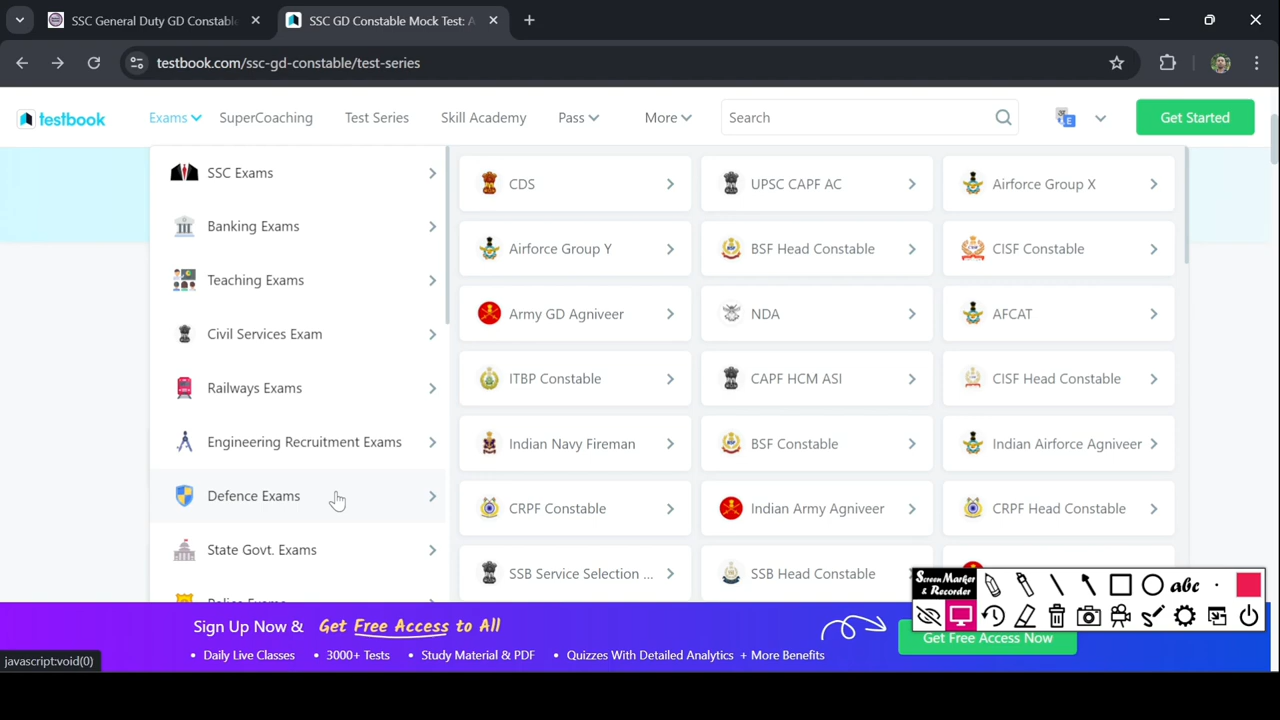 SSC General Duty GD Constable
SSC GD Constable Mock Test: A
testbook.com/ssc-gd-constable/test-series
testbook
Exams
SuperCoaching
Test Series
Skill Academy
Pass
More
Search
Get Started
SSC Exams
Banking Exams
Teaching Exams
Civil Services Exam
Railways Exams
Engineering Recruitment Exams
Defence Exams
State Govt. Exams
CDS
UPSC CAPF AC
Airforce Group X
Airforce Group Y
BSF Head Constable
CISF Constable
Army GD Agniveer
NDA
AFCAT
ITBP Constable
CAPF HCM ASI
CISF Head Constable
Indian Navy Fireman
BSF Constable
Indian Airforce Agniveer
CRPF Constable
Indian Army Agniveer
CRPF Head Constable
SSB Service Selection ...
SSB Head Constable
Screen Marker
& Recorder
abc
Sign Up Now & Get Free Access to All
• Daily Live Classes • 3000+ Tests • Study Material & PDF • Quizzes With Detailed Analytics + More Benefits
Get Free Access Now
javascript:void(0)